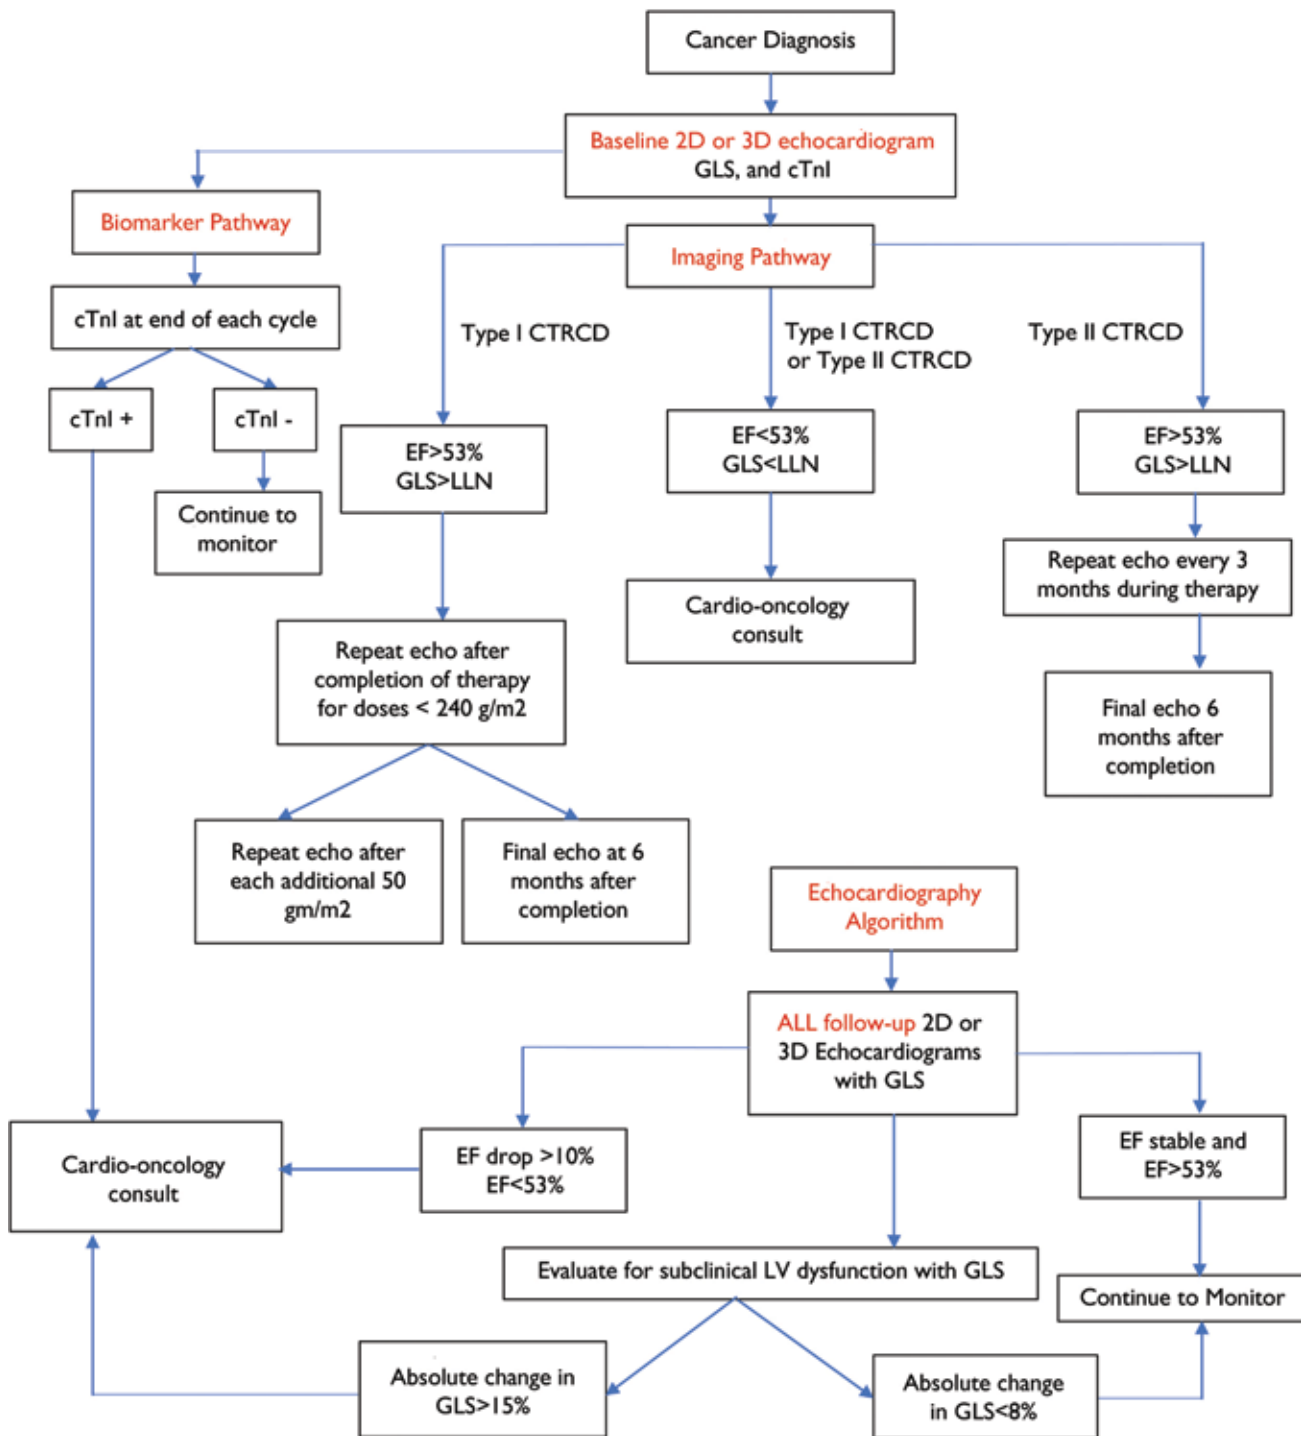 Cancer Diagnosis
Baseline 2D or 3D echocardiogram
GLS, and cTnI
Biomarker Pathway
Imaging Pathway
cTnI at end of each cycle
Type I CTRCD
Type I CTRCD
or Type II CTRCD
Type II CTRCD
cTnI +
cTnI -
EF>53%
GLS>LLN
EF<53%
GLS<LLN
EF>53%
GLS>LLN
Continue to
monitor
Repeat echo every 3
months during therapy
Cardio-oncology
consult
Repeat echo after
completion of therapy
for doses < 240 g/m2
Final echo 6
months after
completion
Repeat echo after
each additional 50
gm/m2
Final echo at 6
months after
completion
Echocardiography
Algorithm
ALL follow-up 2D or
3D Echocardiograms
with GLS
Cardio-oncology
consult
EF drop >10%
EF<53%
EF stable and
EF>53%
Evaluate for subclinical LV dysfunction with GLS
Continue to Monitor
Absolute change in
GLS>15%
Absolute change
in GLS<8%